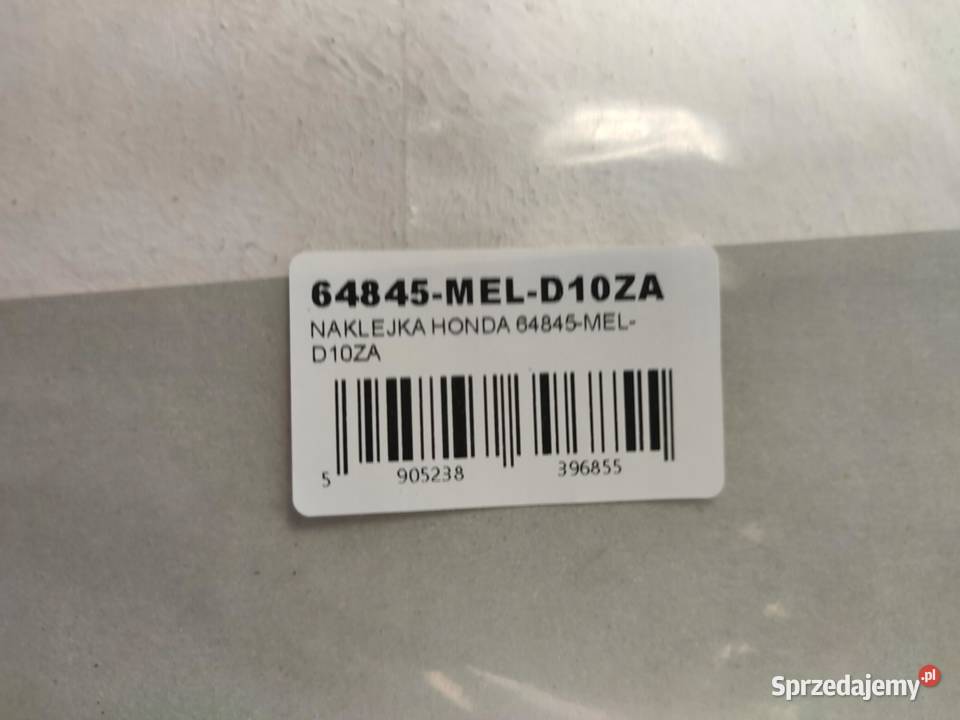 64845-MEL-D10ZA
NAKLEJKA HONDA 64845-MEL-
D10ZA
5 905238 396855
Sprzedajemy.pl